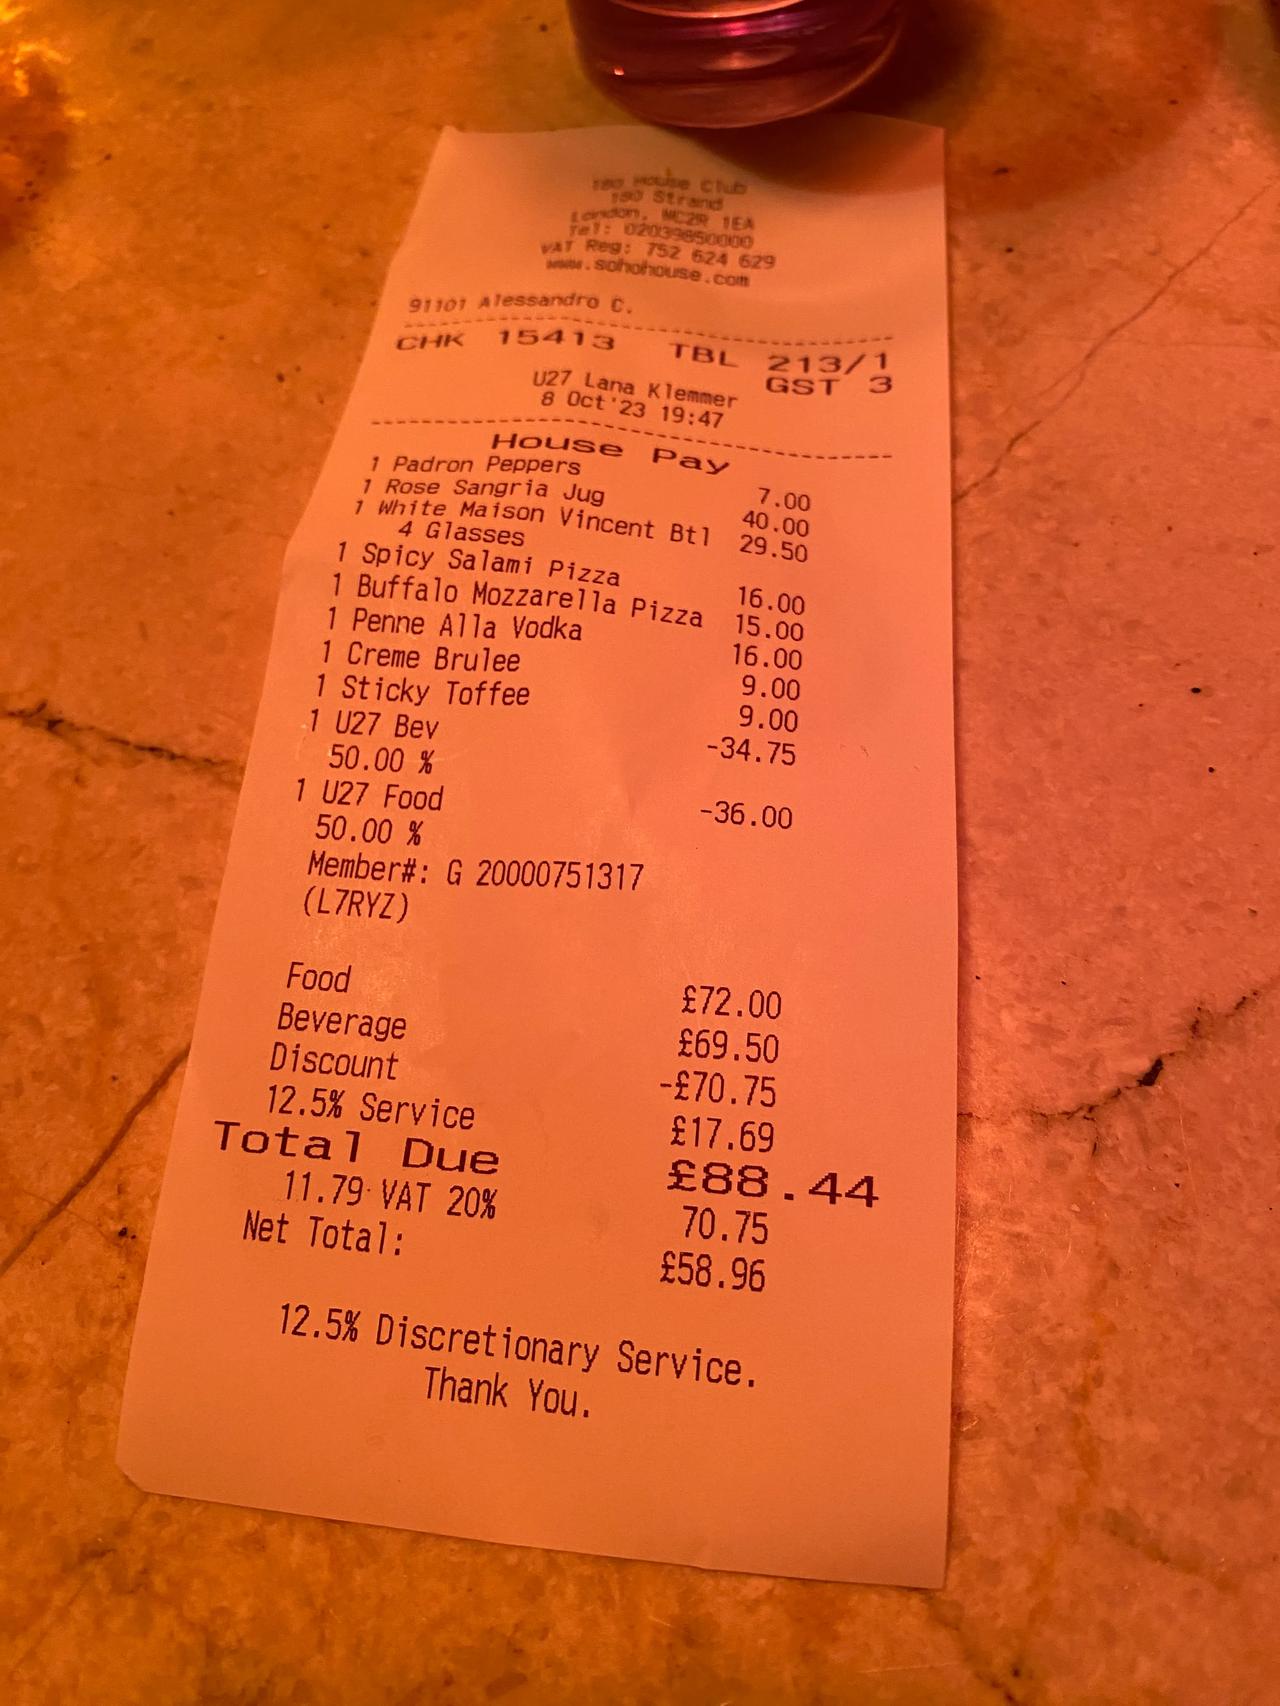 180 House Club
180 Strand
London, WC2R 1EA
Tel: 02039850000
VAT Reg: 752 624 629
www.sohohouse.com
91101 Alessandro C.
CHK 15413 TBL 213/1
GST 3
U27 Lana Klemmer
8 Oct'23 19:47
House Pay
1 Padron Peppers 7.00
1 Rose Sangria Jug 40.00
1 White Maison Vincent Btl 29.50
4 Glasses
1 Spicy Salami Pizza 16.00
1 Buffalo Mozzarella Pizza 15.00
1 Penne Alla Vodka 16.00
1 Creme Brulee 9.00
1 Sticky Toffee 9.00
1 U27 Bev -34.75
50.00 %
1 U27 Food -36.00
50.00 %
Member#: G 20000751317
(L7RYZ)
Food £72.00
Beverage £69.50
Discount -£70.75
12.5% Service £17.69
Total Due £88.44
11.79 VAT 20% 70.75
Net Total: £58.96
12.5% Discretionary Service.
Thank You.